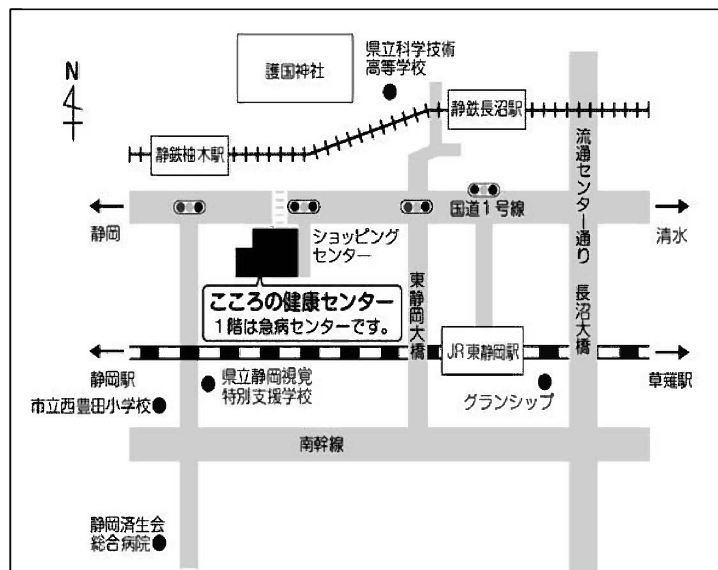 N
護国神社
県立科学技術
高等学校
静鉄長沼駅
静鉄柚木駅
流通センター通り
国道1号線
静岡
清水
ショッピング
センター
こころの健康センター
1階は急病センターです。
東静岡大橋
長沼大橋
JR東静岡駅
静岡駅
草薙駅
県立静岡視覚
特別支援学校
グランシップ
市立西豊田小学校
南幹線
静岡済生会
総合病院